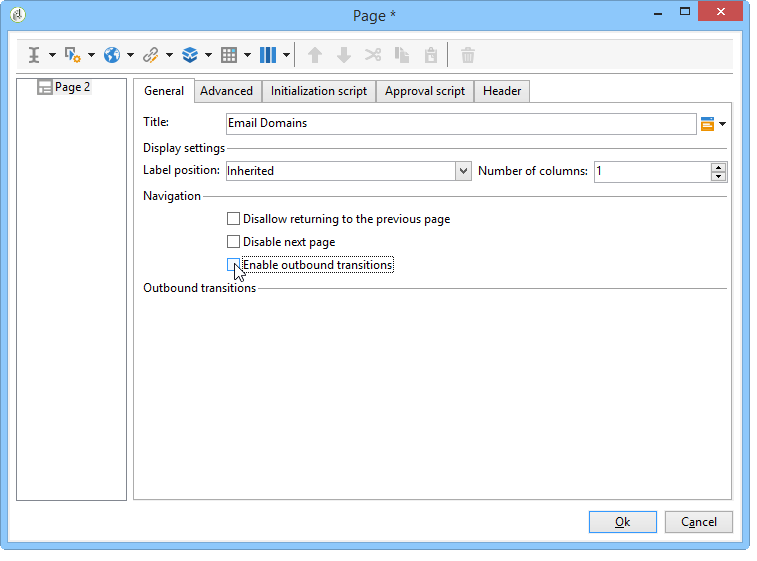 Page *
Page 2
General Advanced Initialization script Approval script Header
Title: Email Domains
Display settings
Label position: Inherited Number of columns: 1
Navigation
Disallow returning to the previous page
Disable next page
Enable outbound transitions
Outbound transitions
Ok Cancel